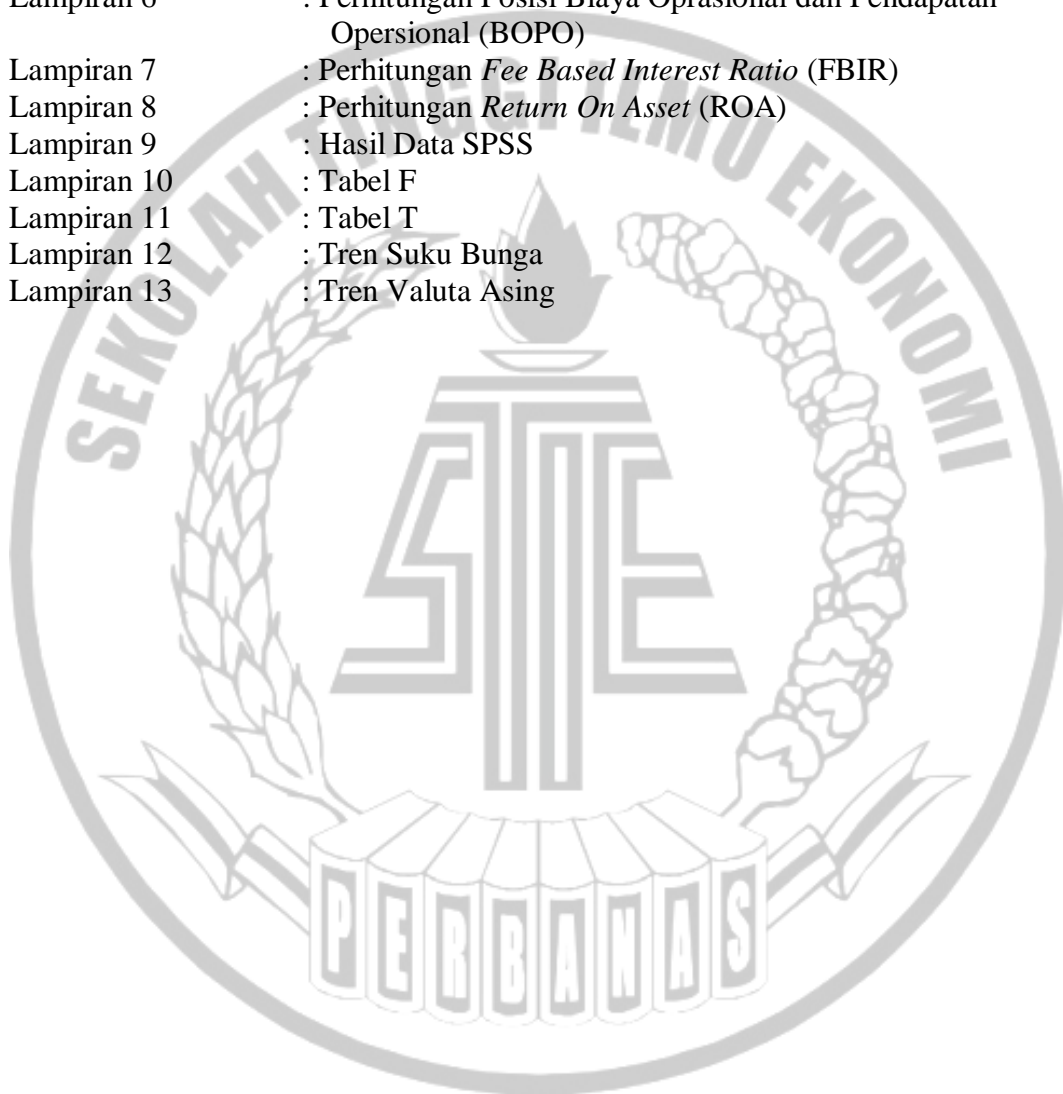 Lampiran 6 : Perhitungan Posisi Biaya Oprasional dan Pendapatan
Opersional (BOPO)
Lampiran 7 : Perhitungan Fee Based Interest Ratio (FBIR)
Lampiran 8 : Perhitungan Return On Asset (ROA)
Lampiran 9 : Hasil Data SPSS
Lampiran 10 : Tabel F
Lampiran 11 : Tabel T
Lampiran 12 : Tren Suku Bunga
Lampiran 13 : Tren Valuta Asing
SEKOLAH TINGGI ILMU EKONOMI
STIE
PERBANAS